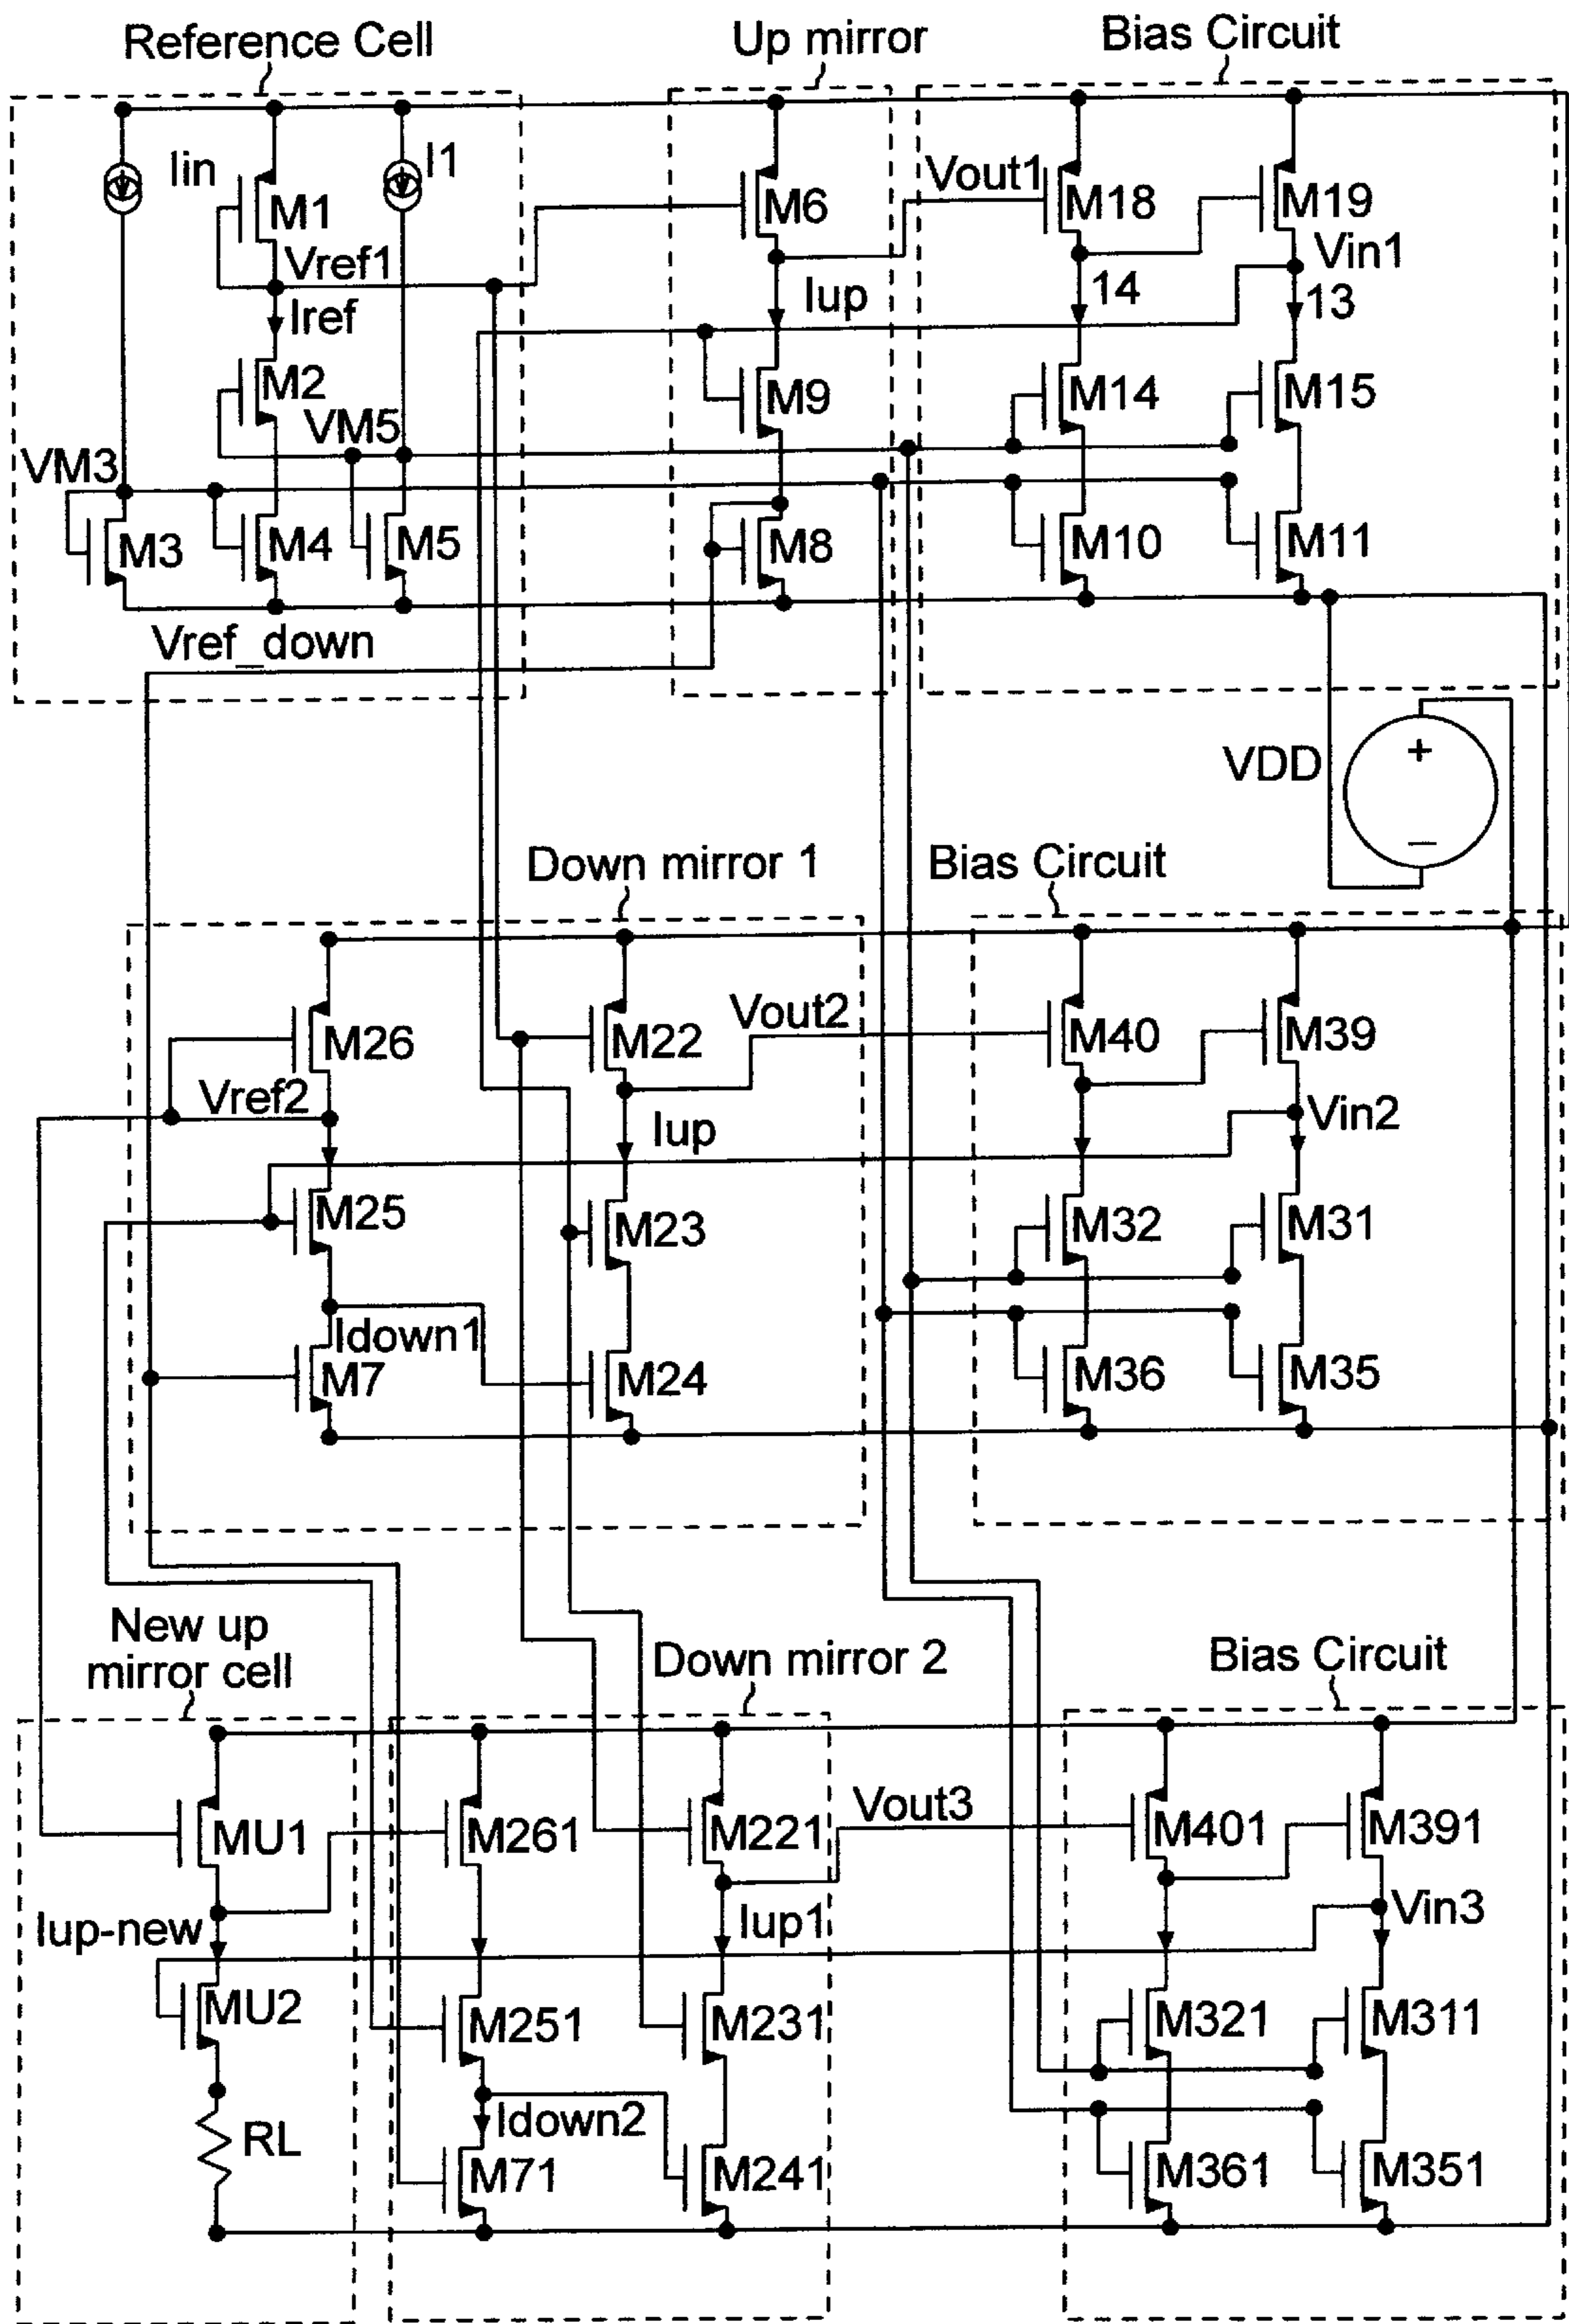 Reference Cell
Up mirror
Bias Circuit
Iin
I1
M1
M6
Vout1
M18
M19
Vref1
Vin1
Iup
14
13
Iref
M2
M9
M14
M15
VM5
VM3
M3
M4
M5
M8
M10
M11
Vref_down
VDD
+
−
Down mirror 1
Bias Circuit
M26
M22
Vout2
M40
M39
Vref2
Iup
Vin2
M25
M23
M32
M31
Idown1
M7
M24
M36
M35
New up
mirror cell
Down mirror 2
Bias Circuit
MU1
M261
M221
Vout3
M401
M391
Iup-new
Iup1
Vin3
MU2
M251
M231
M321
M311
RL
Idown2
M71
M241
M361
M351